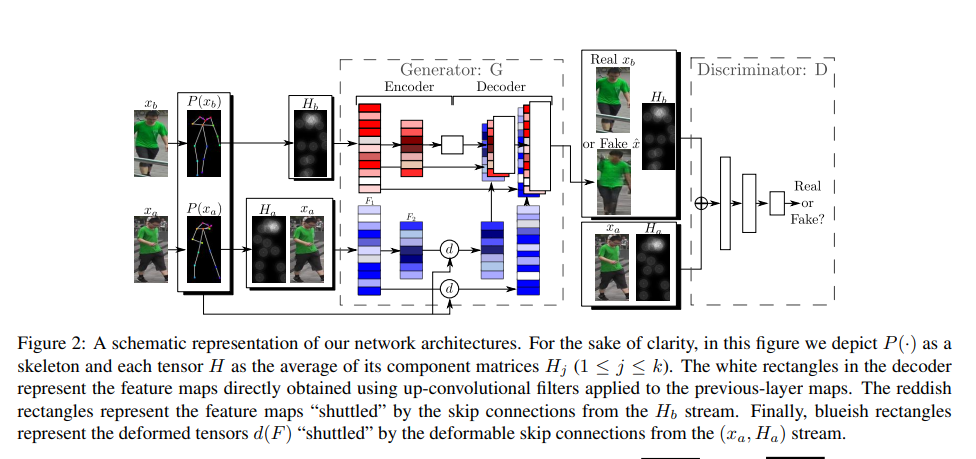 Generator: G
Encoder
Decoder
Discriminator: D
x_b
P(x_b)
H_b
x_a
P(x_a)
H_a
x_a
F_1
F_2
d
d
Real x_b
H_b
or Fake x̂
x_a
H_a
⊕
Real
or
Fake?
Figure 2: A schematic representation of our network architectures. For the sake of clarity, in this figure we depict P(·) as a
skeleton and each tensor H as the average of its component matrices H_j (1 ≤ j ≤ k). The white rectangles in the decoder
represent the feature maps directly obtained using up-convolutional filters applied to the previous-layer maps. The reddish
rectangles represent the feature maps “shuttled” by the skip connections from the H_b stream. Finally, blueish rectangles
represent the deformed tensors d(F) “shuttled” by the deformable skip connections from the (x_a, H_a) stream.